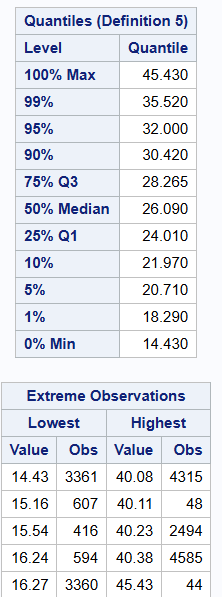 Quantiles (Definition 5)
Level Quantile
100% Max 45.430
99% 35.520
95% 32.000
90% 30.420
75% Q3 28.265
50% Median 26.090
25% Q1 24.010
10% 21.970
5% 20.710
1% 18.290
0% Min 14.430
Extreme Observations
Lowest Highest
Value Obs Value Obs
14.43 3361 40.08 4315
15.16 607 40.11 48
15.54 416 40.23 2494
16.24 594 40.38 4585
16.27 3360 45.43 44